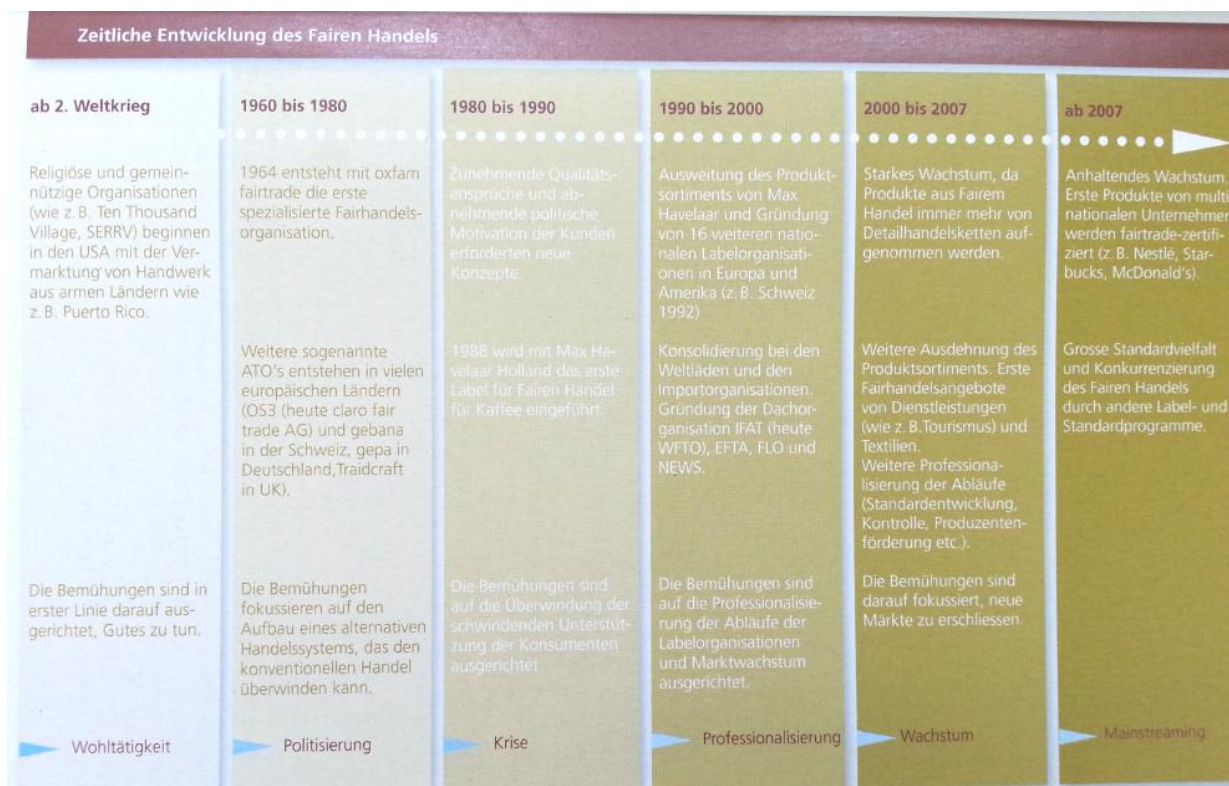 Zeitliche Entwicklung des Fairen Handels
ab 2. Weltkrieg
Religiöse und gemein-
nützige Organisationen
(wie z. B. Ten Thousand
Village, SERRV) beginnen
in den USA mit der Ver-
marktung von Handwerk
aus armen Ländern wie
z. B. Puerto Rico.
Die Bemühungen sind in
erster Linie darauf aus-
gerichtet, Gutes zu tun.
Wohltätigkeit
1960 bis 1980
1964 entsteht mit oxfam
fairtrade die erste
spezialisierte Fairhandels-
organisation.
Weitere sogenannte
ATO's entstehen in vielen
europäischen Ländern
(OS3 (heute claro fair
trade AG) und gebana
in der Schweiz, gepa in
Deutschland,Traidcraft
in UK).
Die Bemühungen
fokussieren auf den
Aufbau eines alternativen
Handelssystems, das den
konventionellen Handel
überwinden kann.
Politisierung
1980 bis 1990
Zunehmende Qualitäts-
ansprüche und ab-
nehmende politische
Motivation der Kunden
erforderten neue
Konzepte.
1988 wird mit Max Ha-
velaar Holland das erste
Label für Fairen Handel
für Kaffee eingeführt.
Die Bemühungen sind
auf die Überwindung der
schwindenden Unterstüt-
zung der Konsumenten
ausgerichtet.
Krise
1990 bis 2000
Ausweitung des Produkt-
sortiments von Max
Havelaar und Gründung
von 16 weiteren natio-
nalen Labelorganisati-
onen in Europa und
Amerika (z. B. Schweiz
1992)
Konsolidierung bei den
Weltläden und den
Importorganisationen.
Gründung der Dachor-
ganisation IFAT (heute
WFTO), EFTA, FLO und
NEWS.
Die Bemühungen sind
auf die Professionalisie-
rung der Abläufe der
Labelorganisationen
und Marktwachstum
ausgerichtet.
Professionalisierung
2000 bis 2007
Starkes Wachstum, da
Produkte aus Fairem
Handel immer mehr von
Detailhandelsketten auf-
genommen werden.
Weitere Ausdehnung des
Produktsortiments. Erste
Fairhandelsangebote
von Dienstleistungen
(wie z. B.Tourismus) und
Textilien.
Weitere Professiona-
lisierung der Abläufe
(Standardentwicklung,
Kontrolle, Produzenten-
förderung etc.).
Die Bemühungen sind
darauf fokussiert, neue
Märkte zu erschliessen.
Wachstum
ab 2007
Anhaltendes Wachstum.
Erste Produkte von multi
nationalen Unternehme
werden fairtrade-zertifi-
ziert (z. B. Nestlé, Star-
bucks, McDonald's).
Grosse Standardvielfalt
und Konkurrenzierung
des Fairen Handels
durch andere Label- und
Standardprogramme.
Mainstreaming